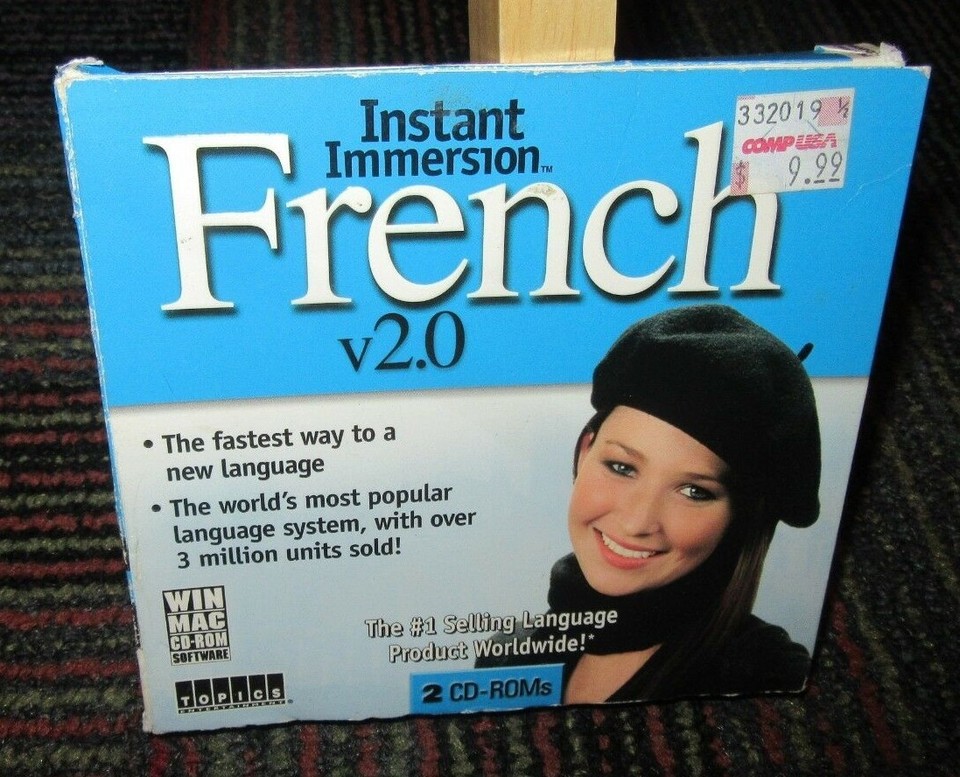 Instant
Immersion™
French
v2.0
332019 ½
COMP USA
$ 9.99
• The fastest way to a
new language
• The world's most popular
language system, with over
3 million units sold!
WIN
MAC
CD-ROM
SOFTWARE
The #1 Selling Language
Product Worldwide!*
2 CD-ROMs
TOPICS
ENTERTAINMENT®